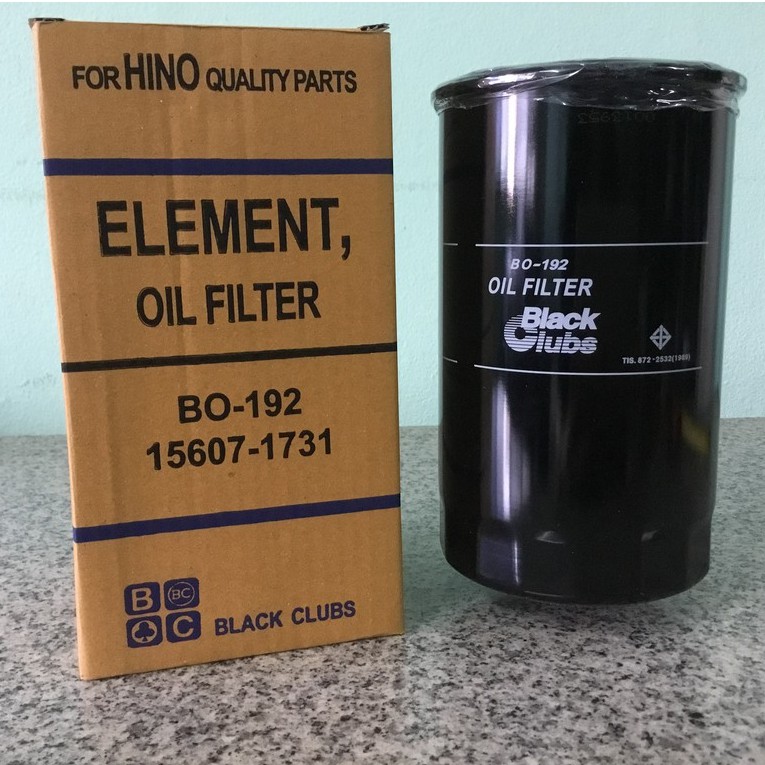 FOR HINO QUALITY PARTS
ELEMENT,
OIL FILTER
BO-192
15607-1731
B BC
C BLACK CLUBS
BO-192
OIL FILTER
Black
Clubs
TIS. 872-2532(1989)